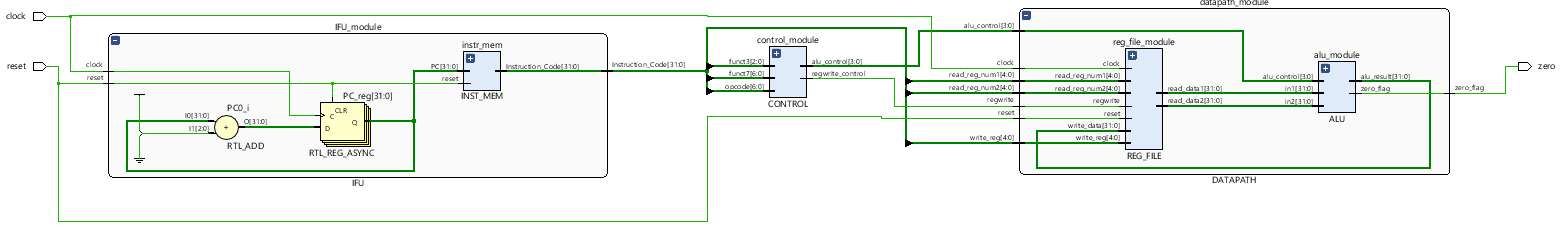 clock
reset
IFU_module
clock
reset
I0[31:0]
I1[2:0]
PC0_i
+
O[31:0]
RTL_ADD
PC_reg[31:0]
CLR
C
D
Q
RTL_REG_ASYNC
PC[31:0]
reset
instr_mem
Instruction_Code[31:0]
INST_MEM
IFU
Instruction_Code[31:0]
control_module
funct3[2:0]
funct7[6:0]
opcode[6:0]
alu_control[3:0]
regwrite_control
CONTROL
datapath_module
alu_control[3:0]
clock
read_reg_num1[4:0]
read_reg_num2[4:0]
regwrite
reset
write_reg[4:0]
reg_file_module
clock
read_reg_num1[4:0]
read_reg_num2[4:0]
regwrite
reset
write_data[31:0]
write_reg[4:0]
read_data1[31:0]
read_data2[31:0]
REG_FILE
alu_module
alu_control[3:0]
in1[31:0]
in2[31:0]
alu_result[31:0]
zero_flag
ALU
DATAPATH
zero_flag
zero